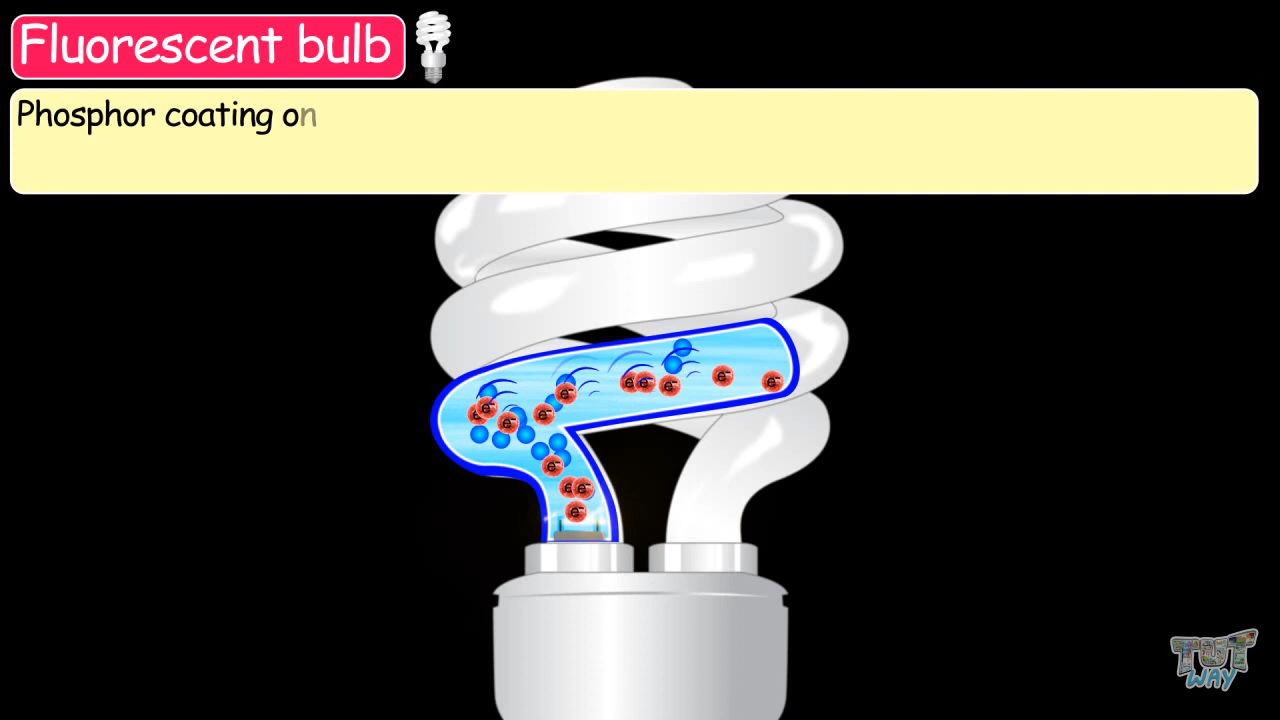 Fluorescent bulb
Phosphor coating on
e⁻
e⁻
e⁻
e⁻
e⁻
e⁻
e⁻
e⁻
e⁻
e⁻
e⁻
e⁻
e⁻
e⁻
TUT
WAY